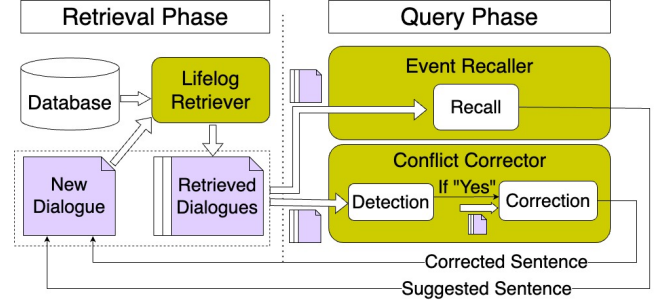 Retrieval Phase
Query Phase
Database
Lifelog
Retriever
New
Dialogue
Retrieved
Dialogues
Event Recaller
Recall
Conflict Corrector
Detection
If "Yes"
Correction
Corrected Sentence
Suggested Sentence